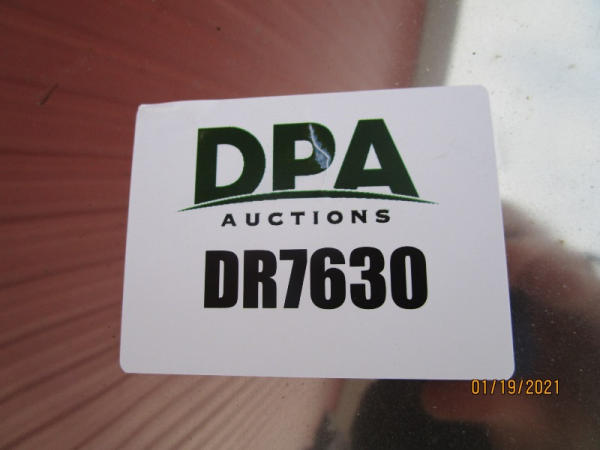 DPA
AUCTIONS
DR7630
01/19/2021